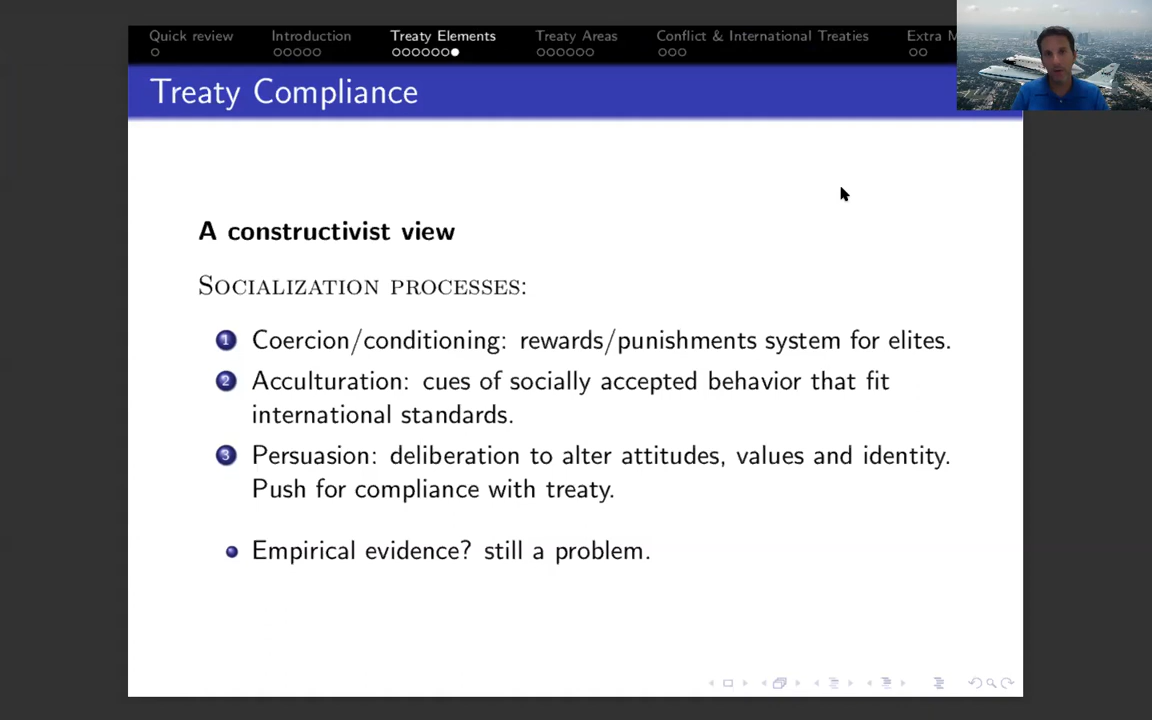 Quick review Introduction Treaty Elements Treaty Areas Conflict & International Treaties Extra M
Treaty Compliance
A constructivist view
Socialization processes:
1 Coercion/conditioning: rewards/punishments system for elites.
2 Acculturation: cues of socially accepted behavior that fit
international standards.
3 Persuasion: deliberation to alter attitudes, values and identity.
Push for compliance with treaty.
Empirical evidence? still a problem.